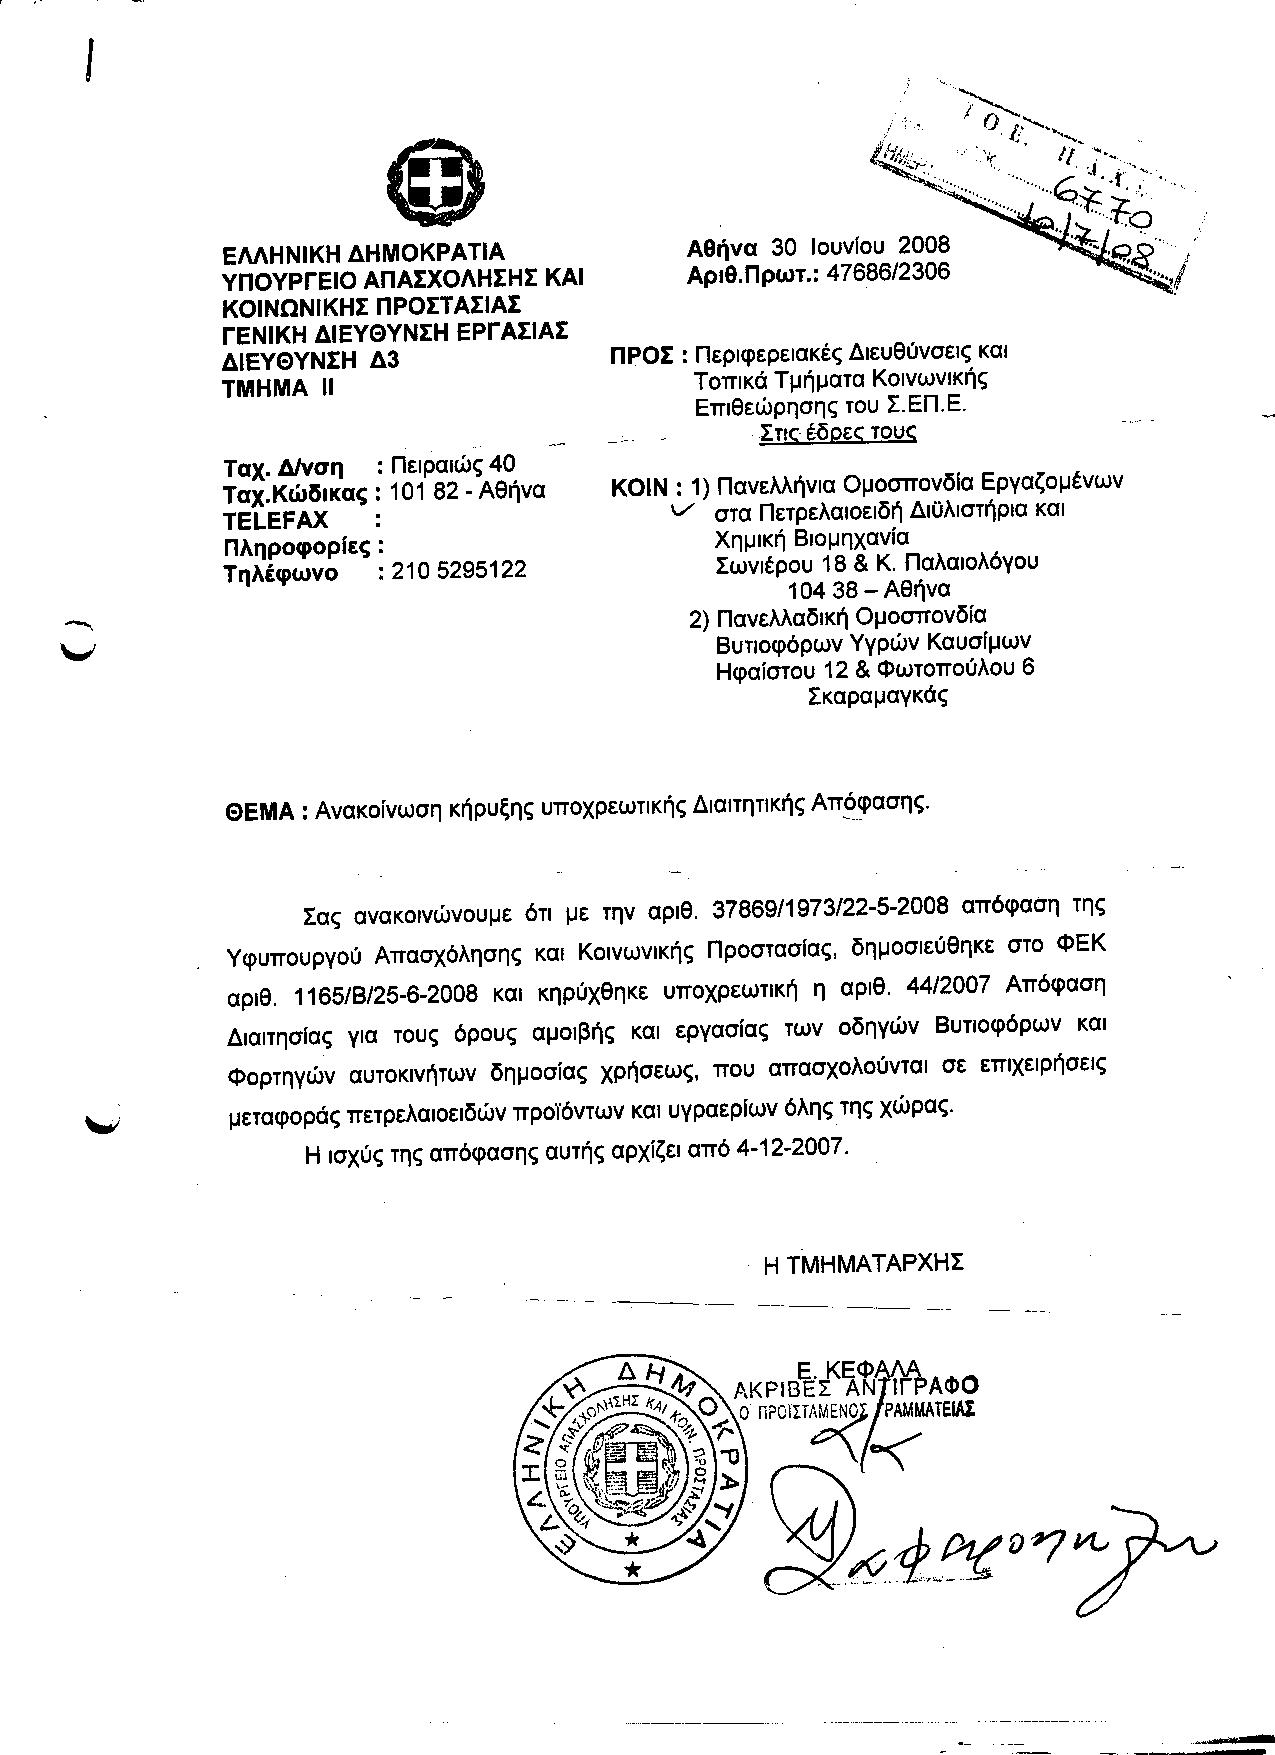 Ο.Ε. Π.Δ.Χ.
ΗΜΕΡ.
6770
10/7/08
ΕΛΛΗΝΙΚΗ ΔΗΜΟΚΡΑΤΙΑ
ΥΠΟΥΡΓΕΙΟ ΑΠΑΣΧΟΛΗΣΗΣ ΚΑΙ
ΚΟΙΝΩΝΙΚΗΣ ΠΡΟΣΤΑΣΙΑΣ
ΓΕΝΙΚΗ ΔΙΕΥΘΥΝΣΗ ΕΡΓΑΣΙΑΣ
ΔΙΕΥΘΥΝΣΗ Δ3
ΤΜΗΜΑ ΙΙ
Αθήνα 30 Ιουνίου 2008
Αριθ.Πρωτ.: 47686/2306
ΠΡΟΣ : Περιφερειακές Διευθύνσεις και
Τοπικά Τμήματα Κοινωνικής
Επιθεώρησης του Σ.ΕΠ.Ε.
Στις έδρες τους
Ταχ. Δ/νση : Πειραιώς 40
Ταχ.Κώδικας : 101 82 - Αθήνα
TELEFAX :
Πληροφορίες :
Τηλέφωνο : 210 5295122
ΚΟΙΝ : 1) Πανελλήνια Ομοσπονδία Εργαζομένων
στα Πετρελαιοειδή Διϋλιστήρια και
Χημική Βιομηχανία
Σωνιέρου 18 & Κ. Παλαιολόγου
104 38 – Αθήνα
2) Πανελλαδική Ομοσπονδία
Βυτιοφόρων Υγρών Καυσίμων
Ηφαίστου 12 & Φωτοπούλου 6
Σκαραμαγκάς
ΘΕΜΑ : Ανακοίνωση κήρυξης υποχρεωτικής Διαιτητικής Απόφασης.
Σας ανακοινώνουμε ότι με την αριθ. 37869/1973/22-5-2008 απόφαση της
Υφυπουργού Απασχόλησης και Κοινωνικής Προστασίας, δημοσιεύθηκε στο ΦΕΚ
αριθ. 1165/Β/25-6-2008 και κηρύχθηκε υποχρεωτική η αριθ. 44/2007 Απόφαση
Διαιτησίας για τους όρους αμοιβής και εργασίας των οδηγών Βυτιοφόρων και
Φορτηγών αυτοκινήτων δημοσίας χρήσεως, που απασχολούνται σε επιχειρήσεις
μεταφοράς πετρελαιοειδών προϊόντων και υγραερίων όλης της χώρας.
Η ισχύς της απόφασης αυτής αρχίζει από 4-12-2007.
Η ΤΜΗΜΑΤΑΡΧΗΣ
Ε. ΚΕΦΑΛΑ
ΑΚΡΙΒΕΣ ΑΝΤΙΓΡΑΦΟ
Ο ΠΡΟΙΣΤΑΜΕΝΟΣ ΓΡΑΜΜΑΤΕΙΑΣ
ΕΛΛΗΝΙΚΗ ΔΗΜΟΚΡΑΤΙΑ
ΥΠΟΥΡΓΕΙΟ ΑΠΑΣΧΟΛΗΣΗΣ ΚΑΙ ΚΟΙΝ. ΠΡΟΣΤΑΣΙΑΣ